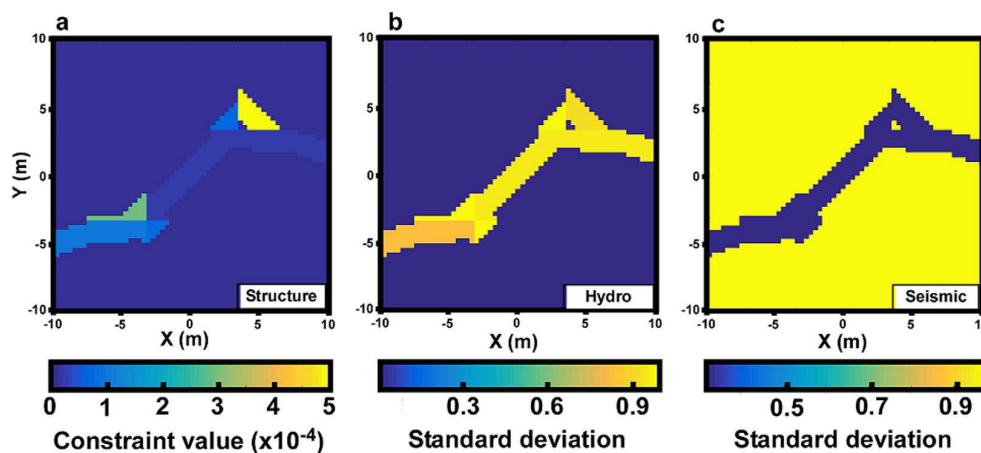 a
b
c
10
5
0
-5
-10
Y (m)
-10 -5 0 5 10
X (m)
Structure
10
5
0
-5
-10
-10 -5 0 5 10
X (m)
Hydro
10
5
0
-5
-10
-10 -5 0 5 10
X (m)
Seismic
0 1 2 3 4 5
Constraint value (x10-4)
0.3 0.6 0.9
Standard deviation
0.5 0.7 0.9
Standard deviation